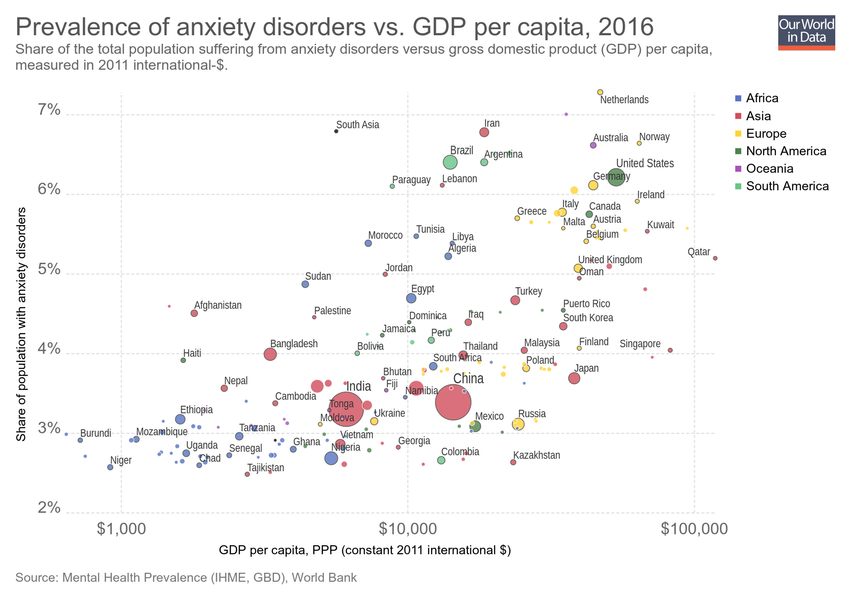 Prevalence of anxiety disorders vs. GDP per capita, 2016
Our World
in Data
Share of the total population suffering from anxiety disorders versus gross domestic product (GDP) per capita,
measured in 2011 international-$.
Share of population with anxiety disorders
7%
6%
5%
4%
3%
2%
Netherlands
South Asia
Iran
Australia
Norway
Brazil
Argentina
United States
Paraguay
Lebanon
Germany
Ireland
Greece
Italy
Canada
Malta
Austria
Kuwait
Belgium
Morocco
Tunisia
Libya
Algeria
Qatar
United Kingdom
Oman
Jordan
Sudan
Egypt
Turkey
Afghanistan
Palestine
Dominica
Iraq
Puerto Rico
South Korea
Jamaica
Peru
Haiti
Bangladesh
Bolivia
Thailand
Malaysia
Finland
Singapore
South Africa
Poland
Japan
Nepal
Bhutan
Fiji
India
China
Namibia
Cambodia
Tonga
Moldova
Ukraine
Mexico
Russia
Ethiopia
Burundi
Mozambique
Tanzania
Vietnam
Georgia
Uganda
Senegal
Ghana
Nigeria
Niger
Chad
Tajikistan
Colombia
Kazakhstan
$1,000
$10,000
$100,000
GDP per capita, PPP (constant 2011 international $)
Africa
Asia
Europe
North America
Oceania
South America
Source: Mental Health Prevalence (IHME, GBD), World Bank